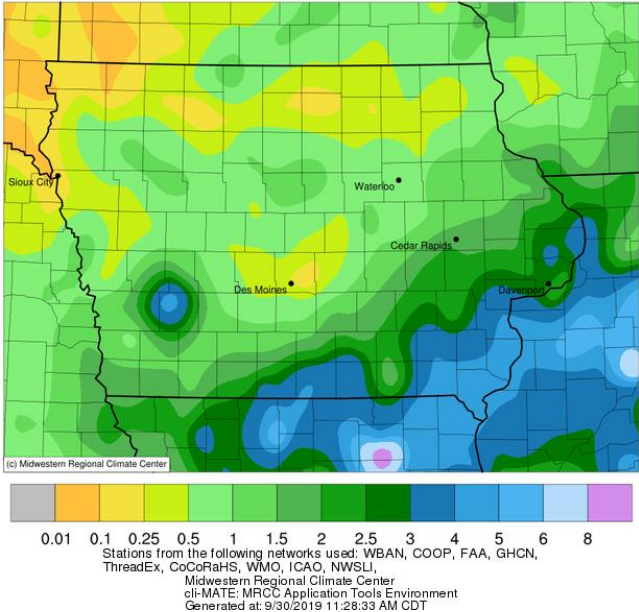 Sioux City
Waterloo
Cedar Rapids
Des Moines
Davenport
(c) Midwestern Regional Climate Center
0.01 0.1 0.25 0.5 1 1.5 2 2.5 3 4 5 6 8
Stations from the following networks used: WBAN, COOP, FAA, GHCN,
ThreadEx, CoCoRaHS, WMO, ICAO, NWSLI,
Midwestern Regional Climate Center
cli-MATE: MRCC Application Tools Environment
Generated at: 9/30/2019 11:28:33 AM CDT